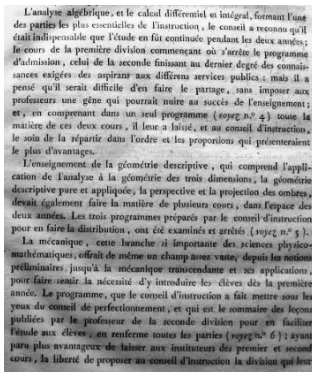 L'analyse algébrique, et le calcul différentiel et intégral, formant l'une
des parties les plus essentielles de l'instruction, le conseil a reconnu qu'il
était indispensable que l'étude en fût continuée pendant les deux années;
le cours de la première division commençant où s'arrête le programme
d'admission, celui de la seconde finissant au dernier degré des connais-
sances exigées des aspirans aux différens services publics: mais il a
pensé qu'il serait difficile d'en faire le partage, sans imposer aux
professeurs une gêne qui pourrait nuire au succès de l'enseignement;
et, en comprenant dans un seul programme (voyez n.º 4) toute la
matière de ces deux cours, il leur a laissé, et au conseil d'instruction,
le soin de la répartir dans l'ordre et les proportions qui présenteraient
le plus d'avantages.
L'enseignement de la géométrie descriptive, qui comprend l'appli-
cation de l'analyse à la géométrie des trois dimensions, la géométrie
descriptive pure et appliquée, la perspective et la projection des ombres,
devait également faire la matière de plusieurs cours, dans l'espace des
deux années. Les trois programmes préparés par le conseil d'instruction
pour en faire la distribution, ont été examinés et arrêtés (voyez n.º 5).
La mécanique, cette branche si importante des sciences physico-
mathématiques, offrait de même un champ assez vaste, depuis les notions
préliminaires, jusqu'à la mécanique transcendante et ses applications,
pour faire sentir la nécessité d'y introduire les élèves dès la première
année. Le programme, que le conseil d'instruction a fait mettre sous les
yeux du conseil de perfectionnement, et qui est le sommaire des leçons
publiées par le professeur de la seconde division pour en faciliter
l'étude aux élèves, en renferme toutes les parties (voyez n.º 6): ayant
paru plus avantageux de laisser aux instituteurs des premier et second
cours, la liberté de proposer au conseil d'instruction la division qui leur